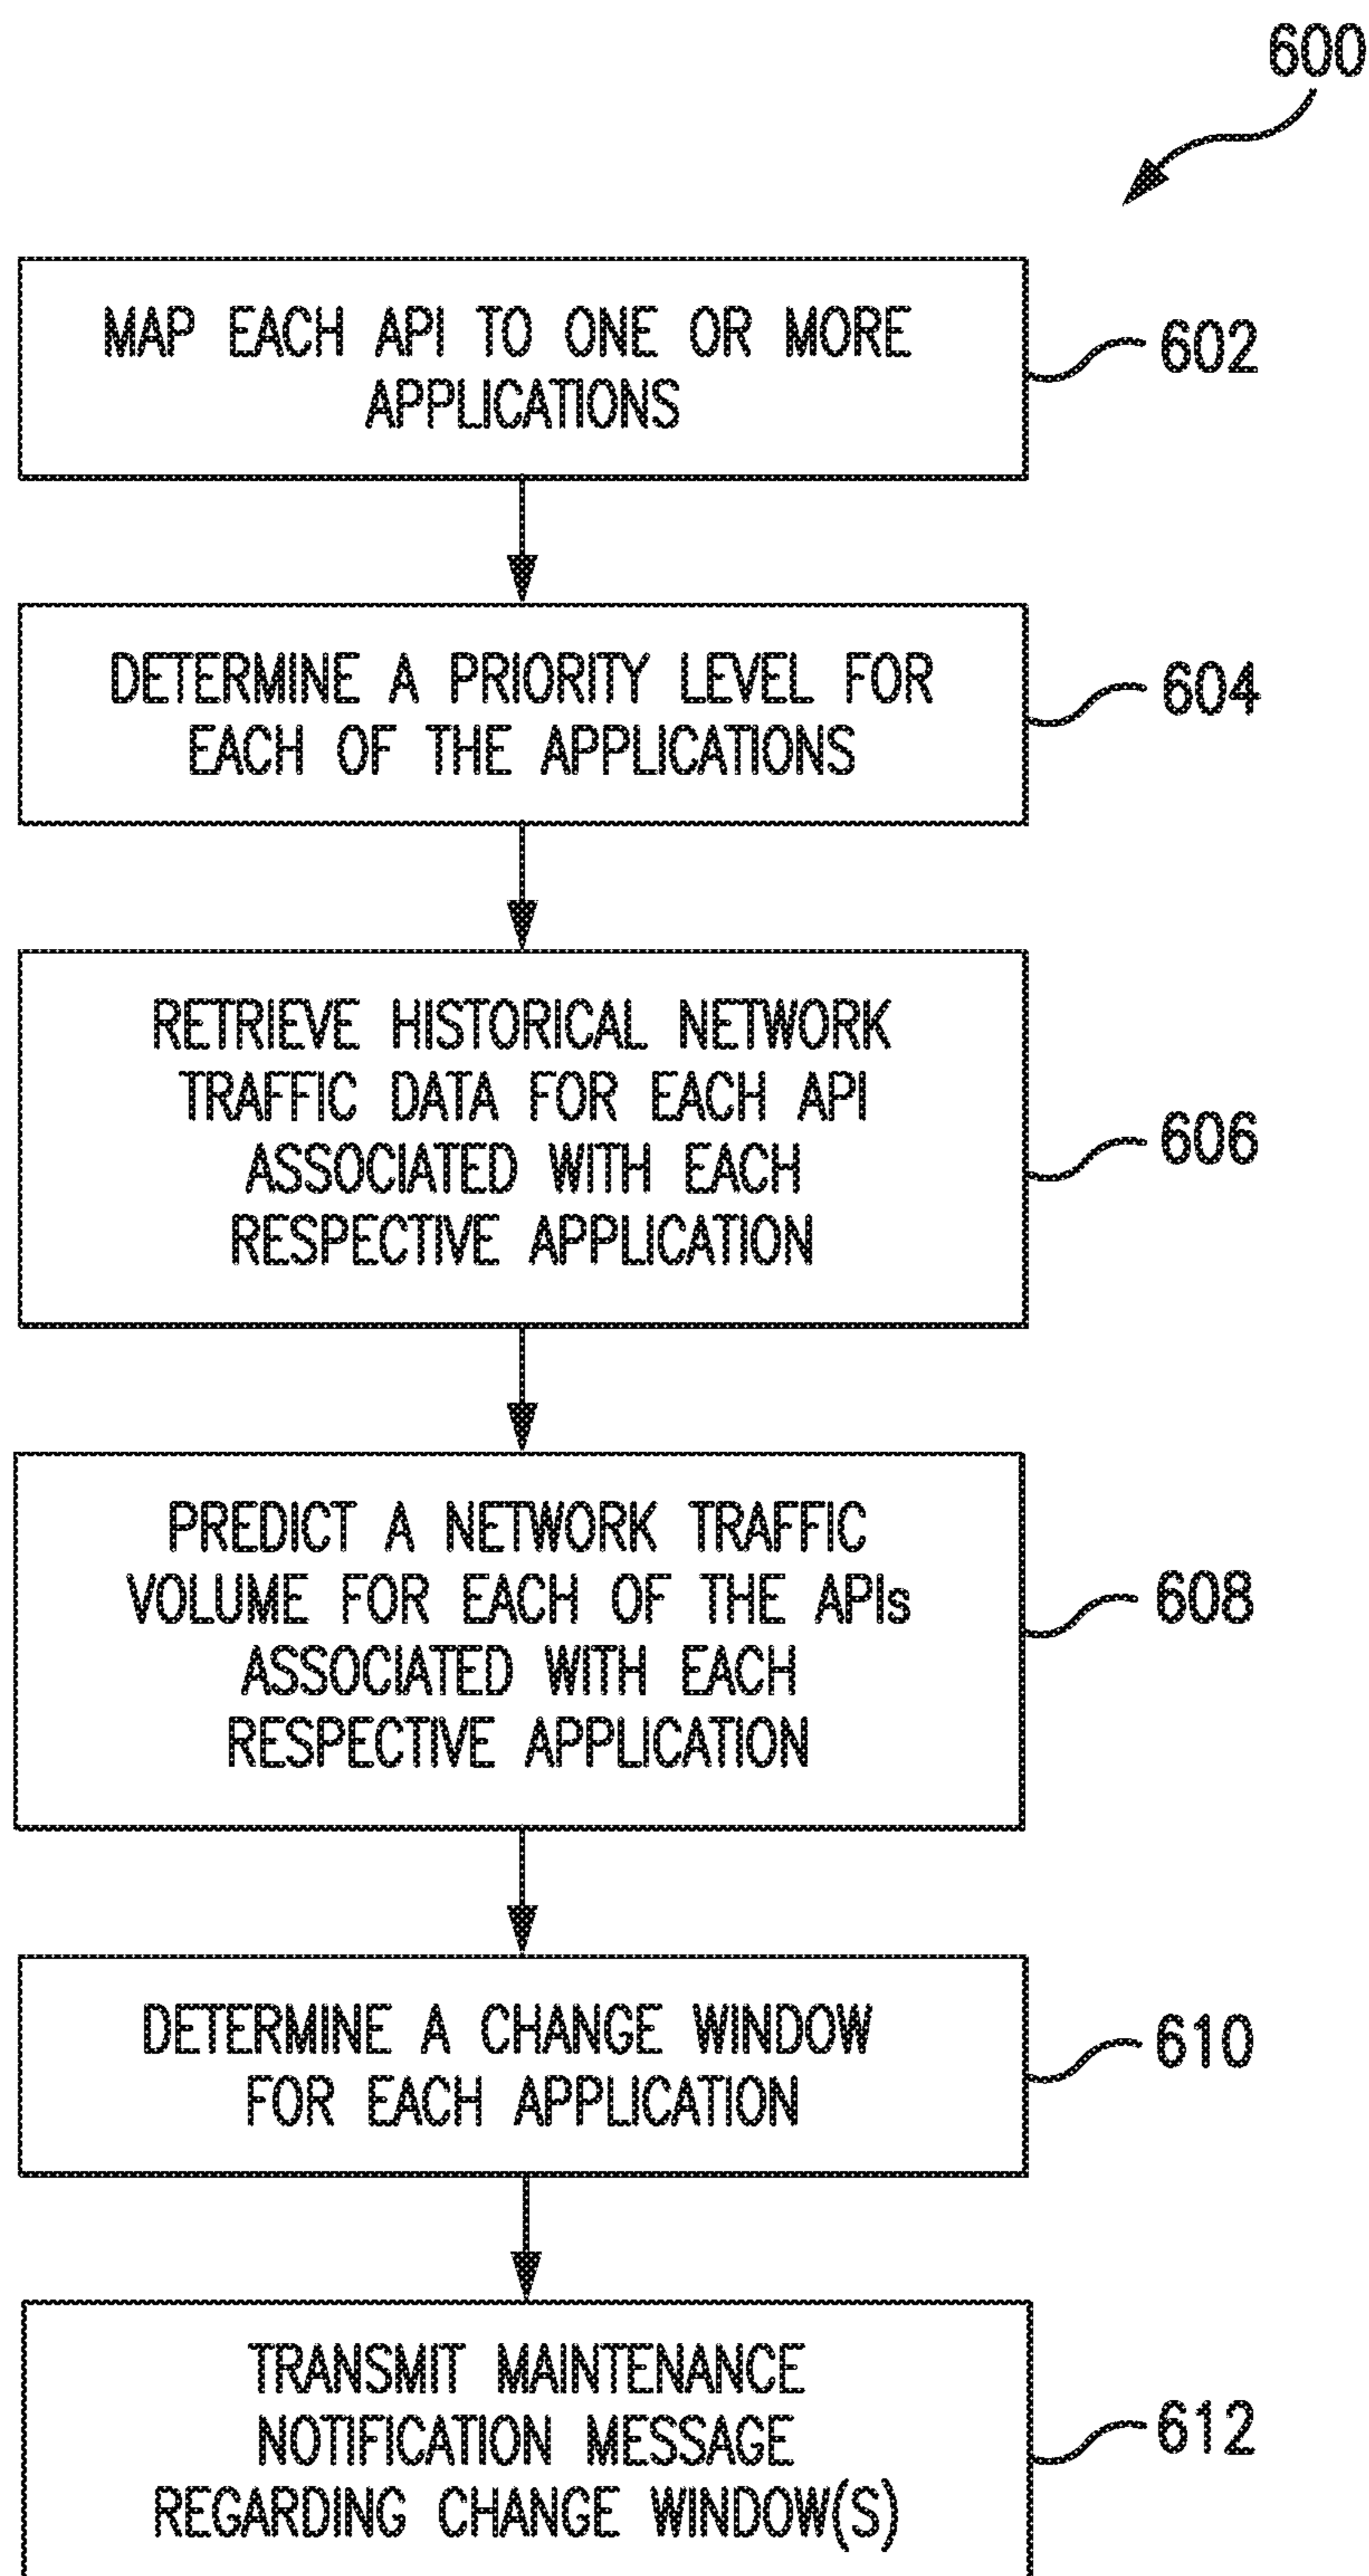 600
MAP EACH API TO ONE OR MORE
APPLICATIONS
602
DETERMINE A PRIORITY LEVEL FOR
EACH OF THE APPLICATIONS
604
RETRIEVE HISTORICAL NETWORK
TRAFFIC DATA FOR EACH API
ASSOCIATED WITH EACH
RESPECTIVE APPLICATION
606
PREDICT A NETWORK TRAFFIC
VOLUME FOR EACH OF THE APIs
ASSOCIATED WITH EACH
RESPECTIVE APPLICATION
608
DETERMINE A CHANGE WINDOW
FOR EACH APPLICATION
610
TRANSMIT MAINTENANCE
NOTIFICATION MESSAGE
REGARDING CHANGE WINDOW(S)
612